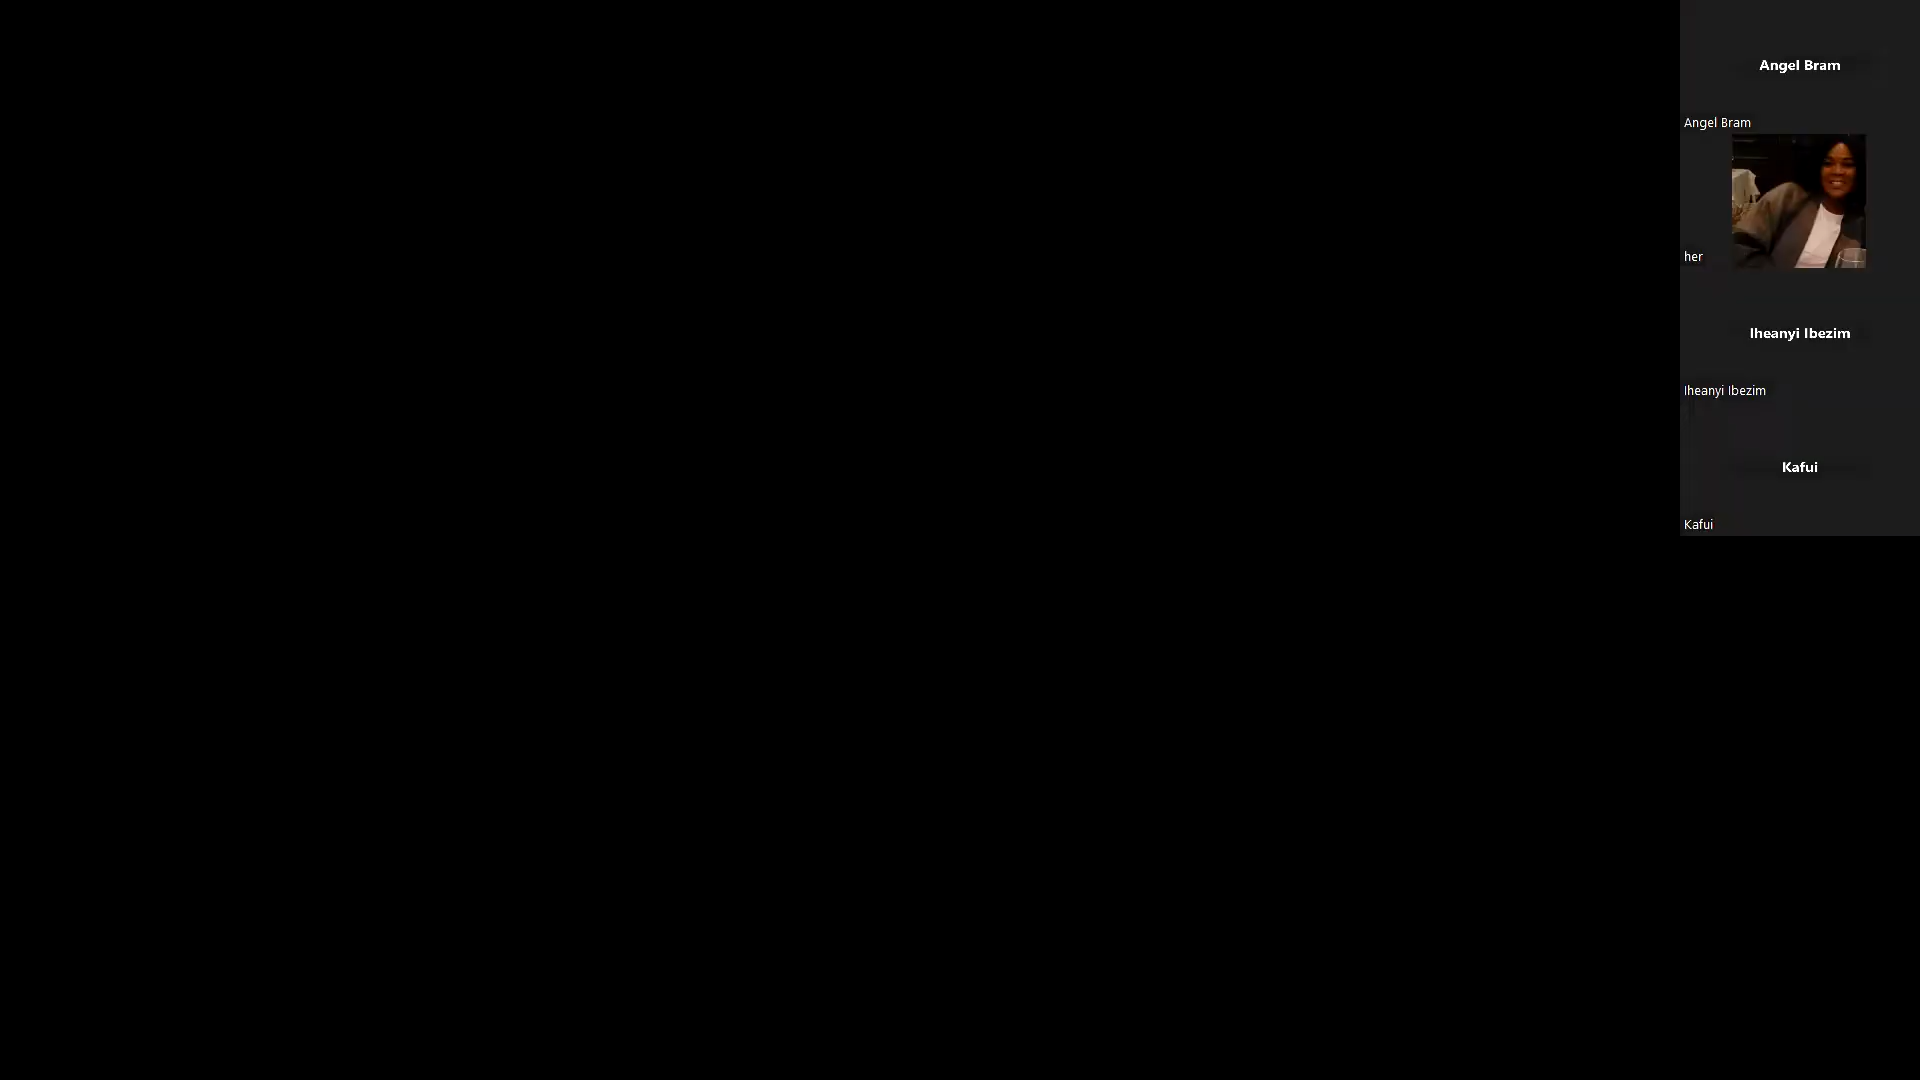 Angel Bram
Angel Bram
her
Iheanyi Ibezim
Iheanyi Ibezim
Kafui
Kafui